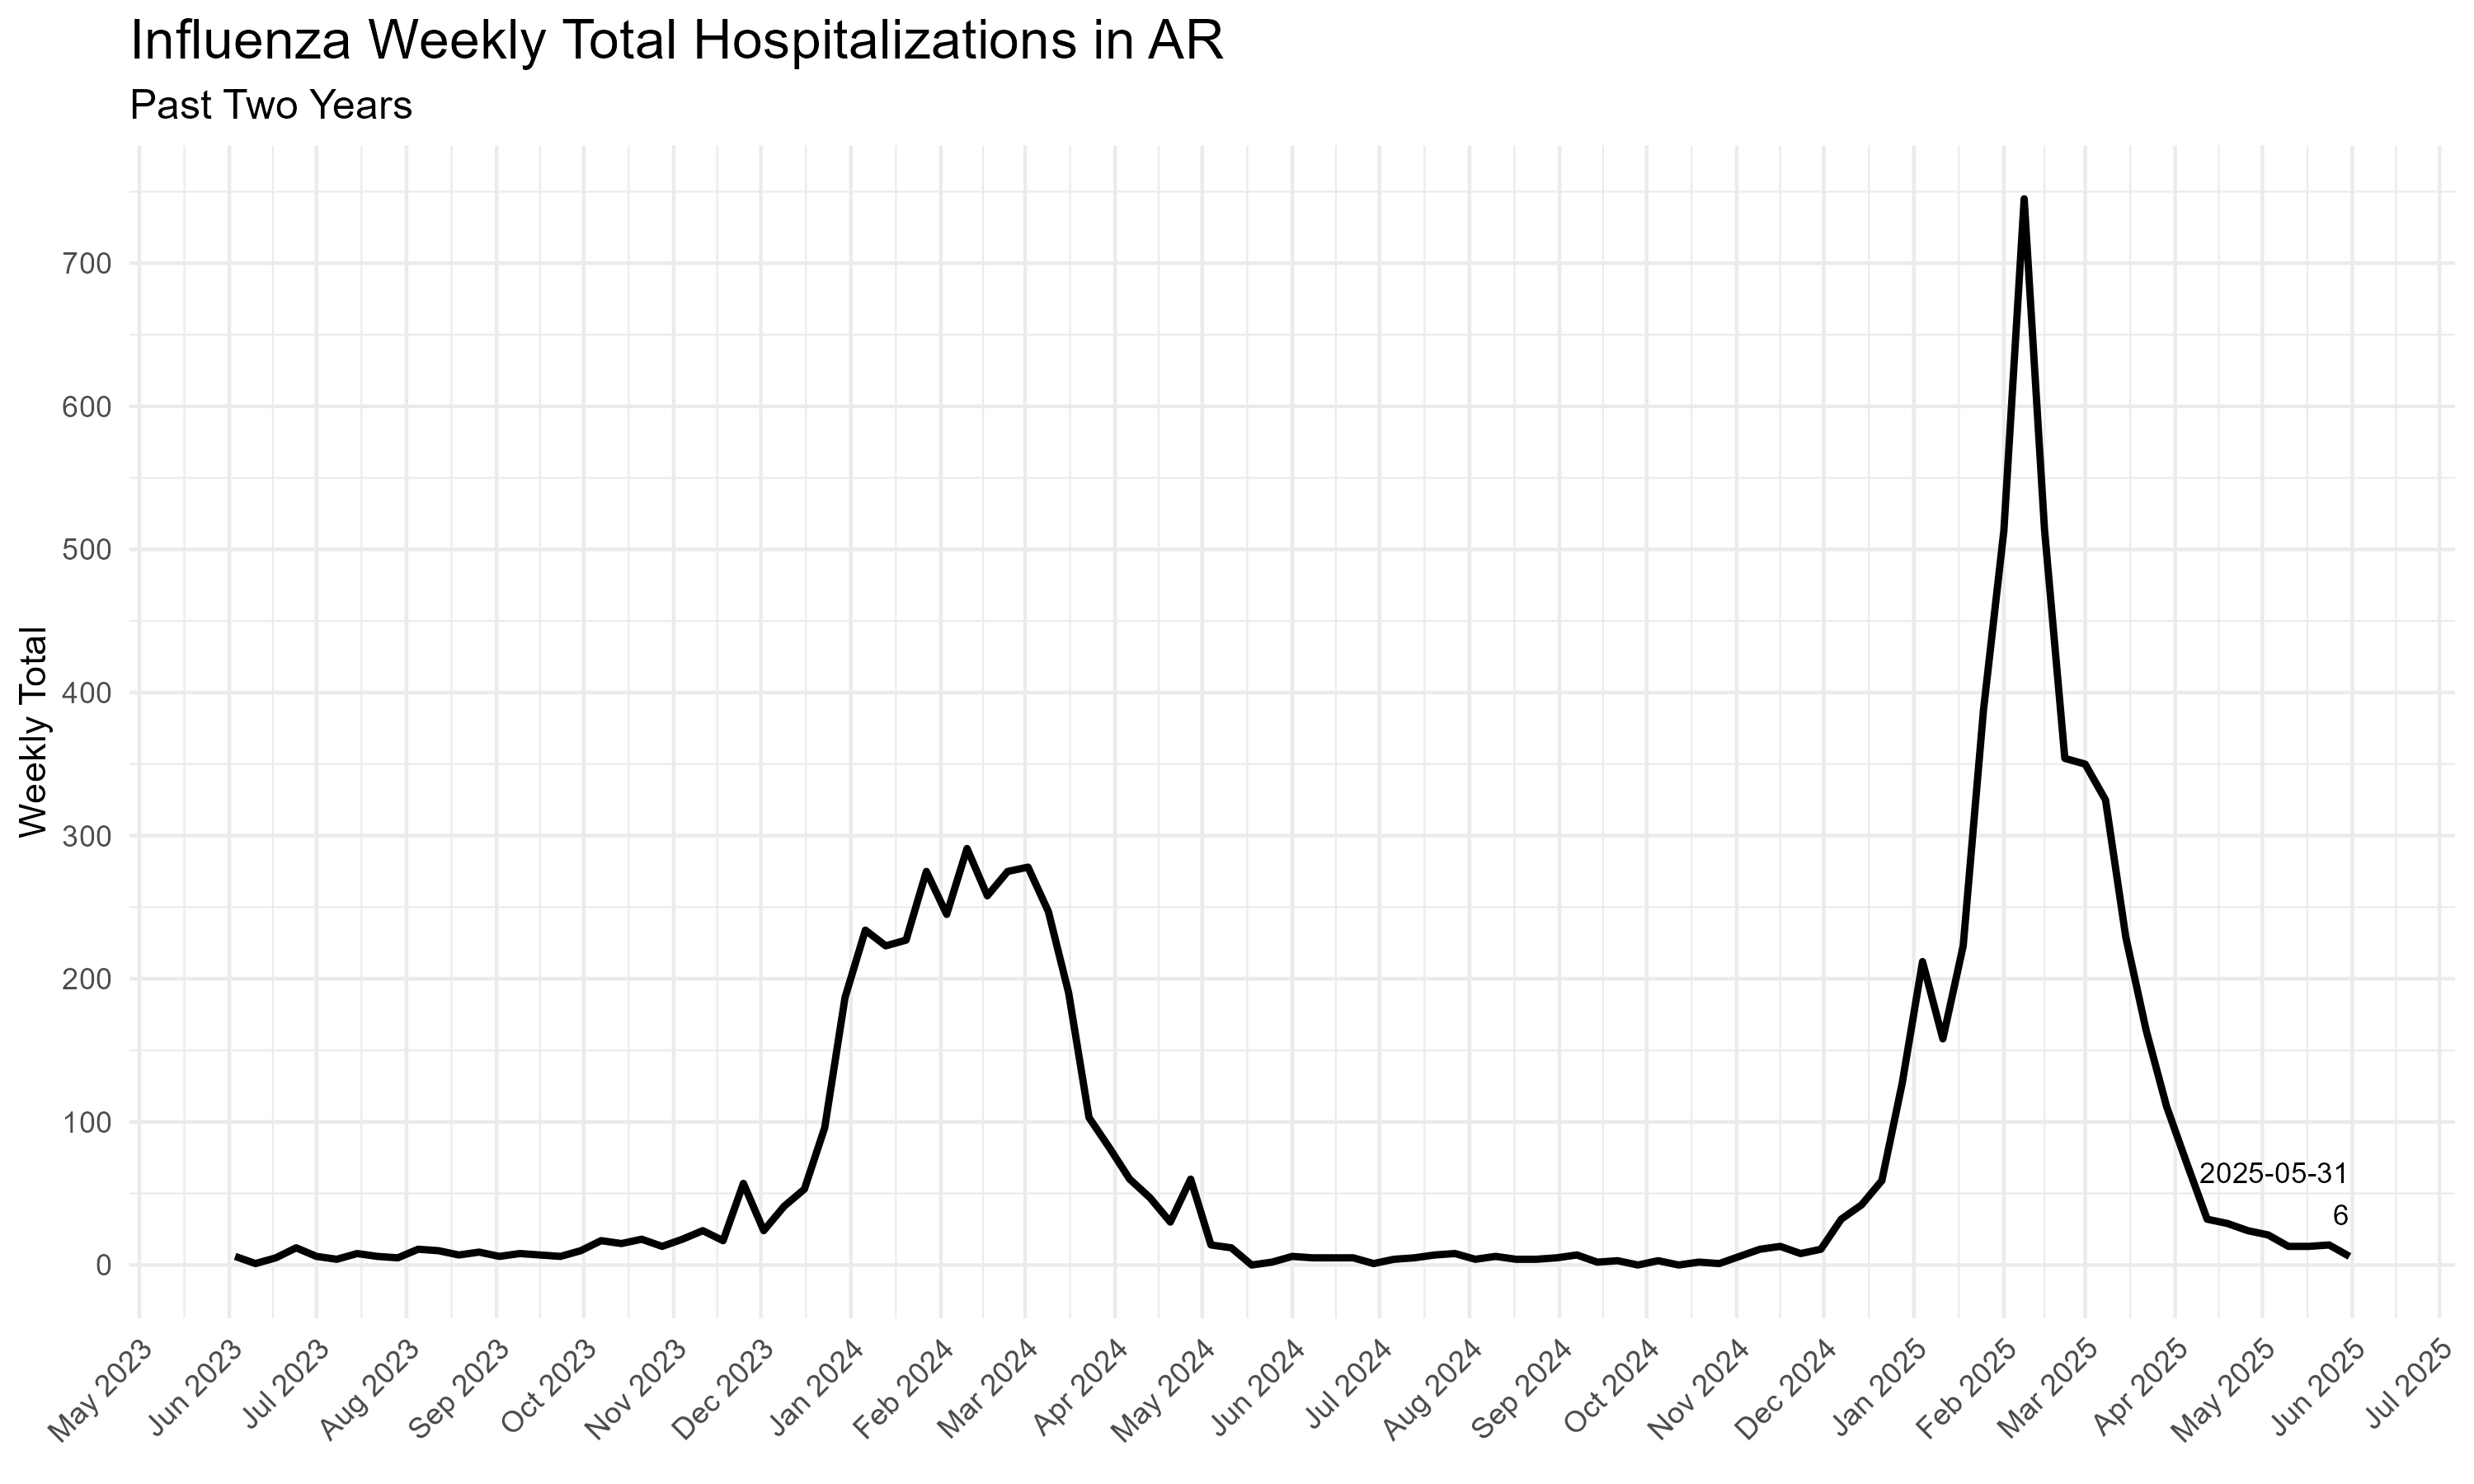 Influenza Weekly Total Hospitalizations in AR
Past Two Years
Weekly Total
700
600
500
400
300
200
100
0
2025-05-31
6
May 2023
Jun 2023
Jul 2023
Aug 2023
Sep 2023
Oct 2023
Nov 2023
Dec 2023
Jan 2024
Feb 2024
Mar 2024
Apr 2024
May 2024
Jun 2024
Jul 2024
Aug 2024
Sep 2024
Oct 2024
Nov 2024
Dec 2024
Jan 2025
Feb 2025
Mar 2025
Apr 2025
May 2025
Jun 2025
Jul 2025